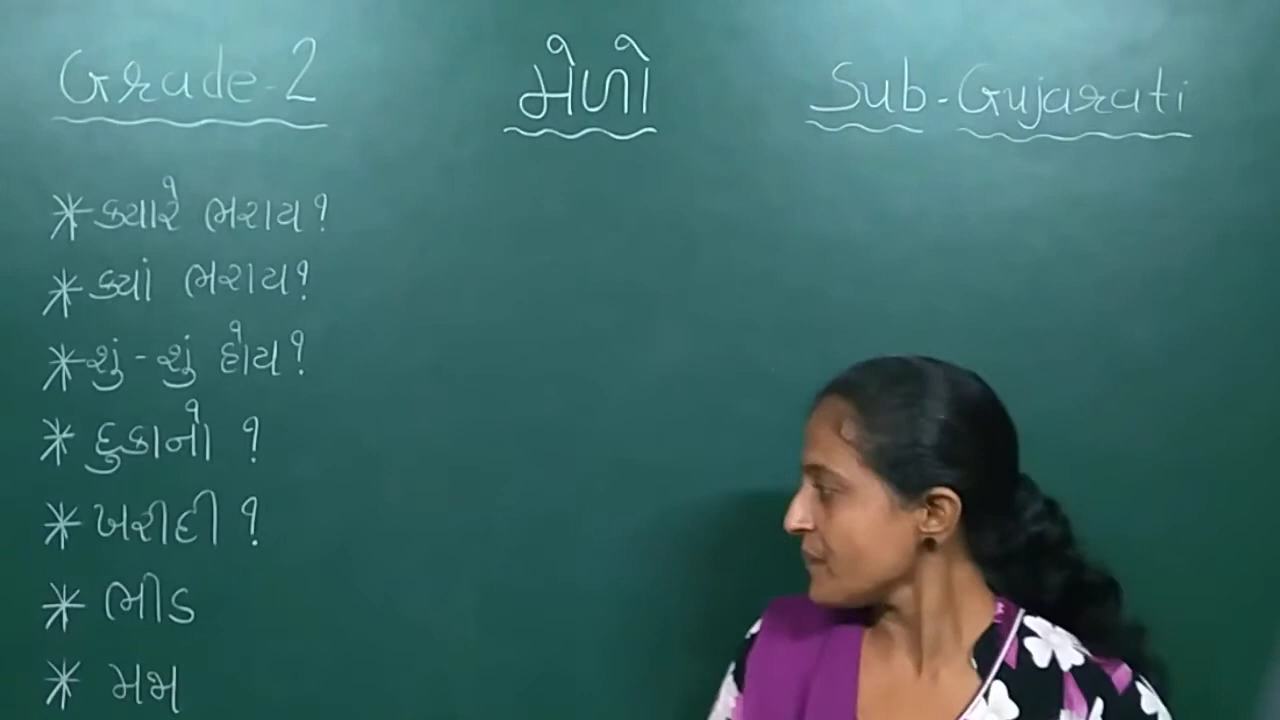 Grade-2
મેળો
Sub-Gujarati
* ક્યારે ભરાય?
* ક્યાં ભરાય?
* શું-શું હોય?
* દુકાનો ?
* ખરીદી ?
* ભીડ
* મજા